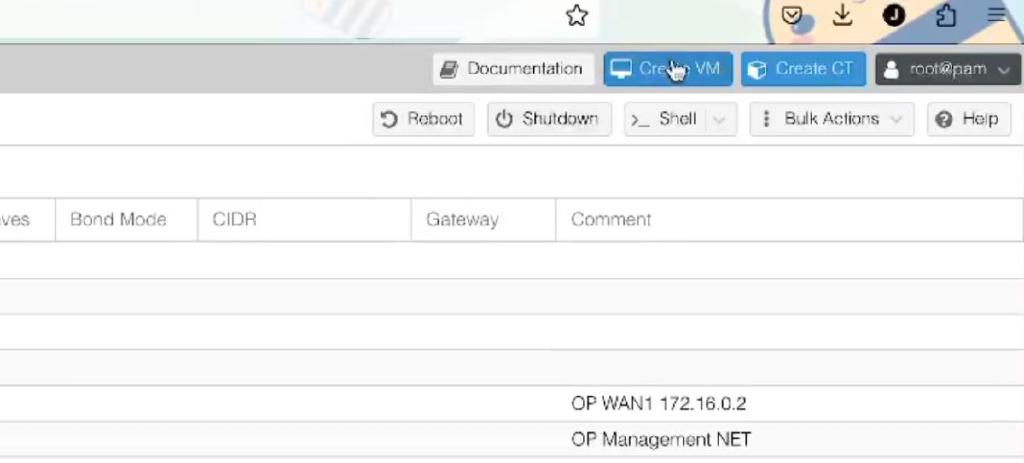 Documentation Create VM Create CT root@pam
Reboot Shutdown >_ Shell Bulk Actions Help
ves Bond Mode CIDR Gateway Comment
OP WAN1 172.16.0.2
OP Management NET